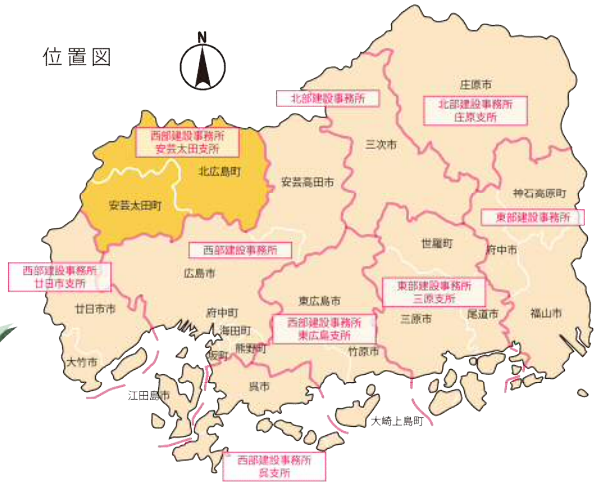 位置図
N
庄原市
北部建設事務所
北部建設事務所
庄原支所
西部建設事務所
安芸太田支所
三次市
北広島町
安芸高田市
神石高原町
安芸太田町
東部建設事務所
世羅町
府中市
西部建設事務所
西部建設事務所
廿日市支所
広島市
東部建設事務所
三原支所
東広島市
廿日市市
府中町
西部建設事務所
東広島支所
三原市
尾道市
福山市
海田町
坂町
熊野町
竹原市
大竹市
呉市
江田島市
大崎上島町
西部建設事務所
呉支所